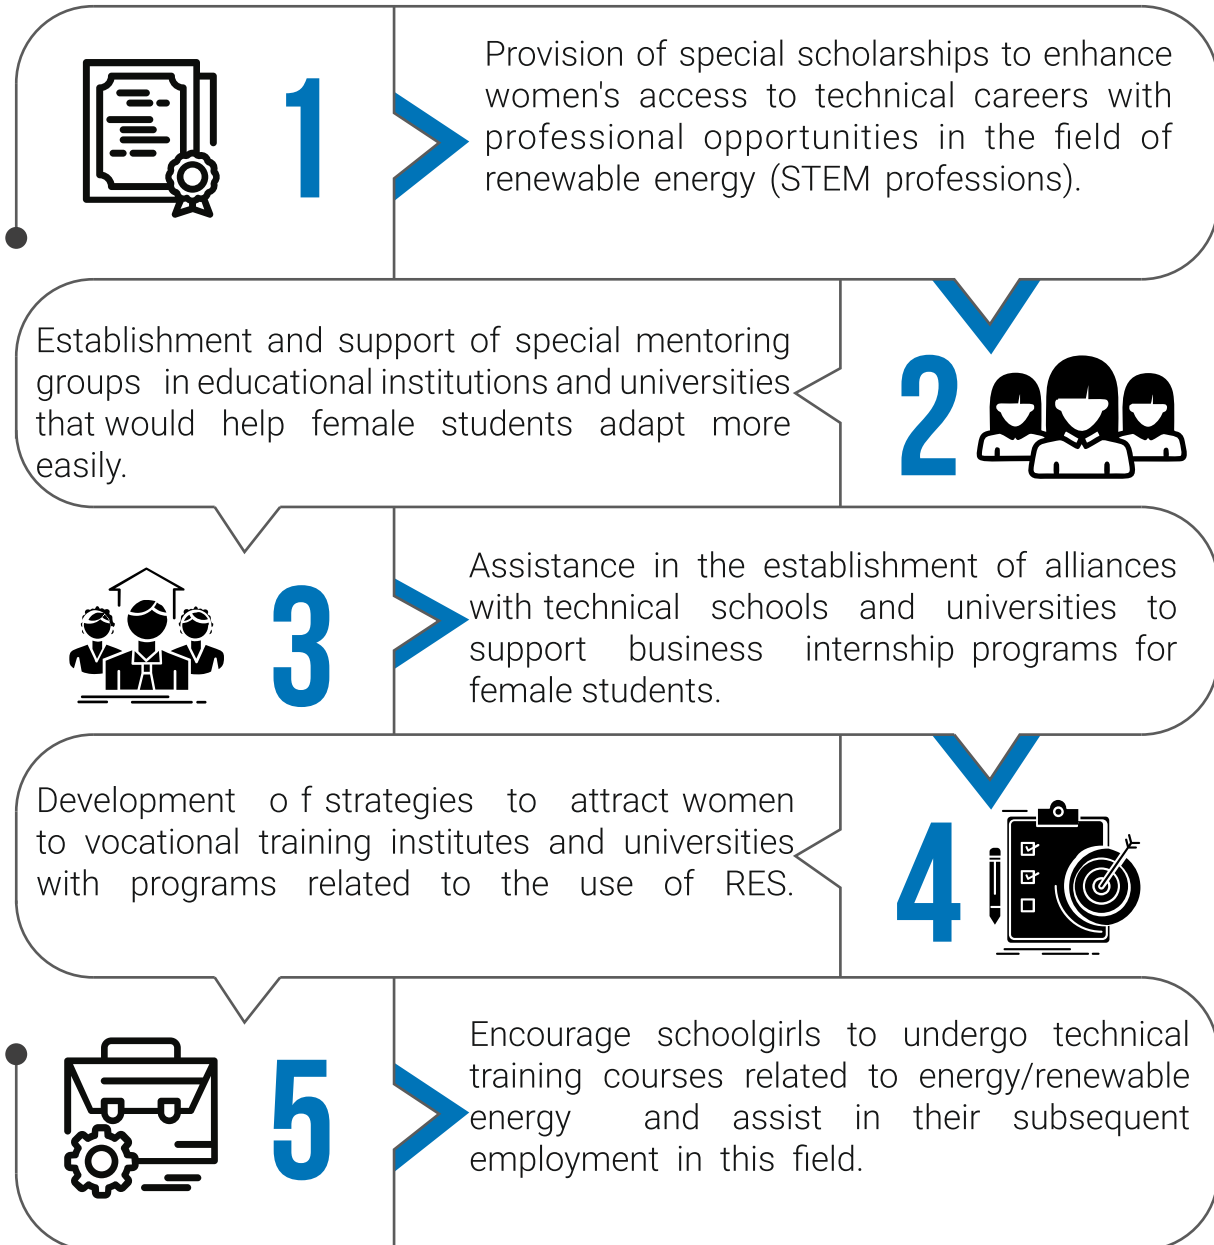 1
Provision of special scholarships to enhance
women's access to technical careers with
professional opportunities in the field of
renewable energy (STEM professions).
Establishment and support of special mentoring
groups in educational institutions and universities
that would help female students adapt more
easily.
2
3
Assistance in the establishment of alliances
with technical schools and universities to
support business internship programs for
female students.
Development o f strategies to attract women
to vocational training institutes and universities
with programs related to the use of RES.
4
5
Encourage schoolgirls to undergo technical
training courses related to energy/renewable
energy and assist in their subsequent
employment in this field.